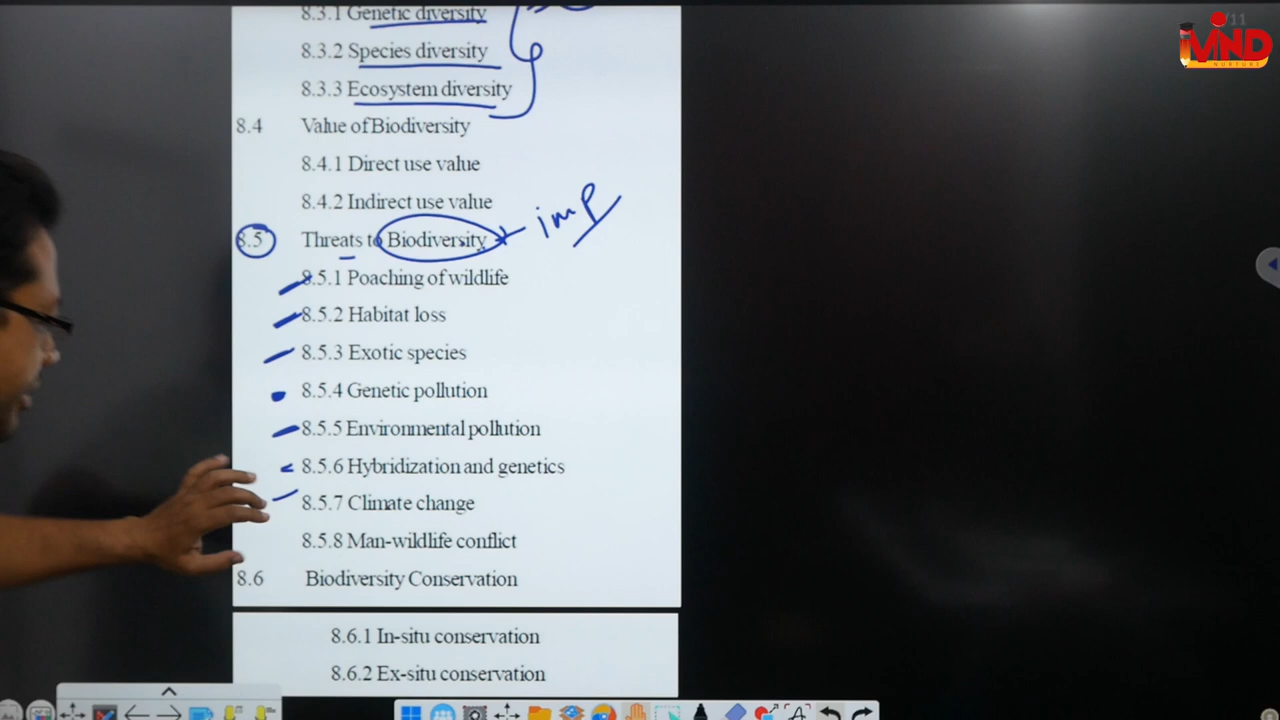 /11
MIND
NURTURE
8.3.1 Genetic diversity
8.3.2 Species diversity
8.3.3 Ecosystem diversity
8.4 Value of Biodiversity
8.4.1 Direct use value
8.4.2 Indirect use value
imp
8.5 Threats to Biodiversity
8.5.1 Poaching of wildlife
8.5.2 Habitat loss
8.5.3 Exotic species
8.5.4 Genetic pollution
8.5.5 Environmental pollution
8.5.6 Hybridization and genetics
8.5.7 Climate change
8.5.8 Man-wildlife conflict
8.6 Biodiversity Conservation
8.6.1 In-situ conservation
8.6.2 Ex-situ conservation